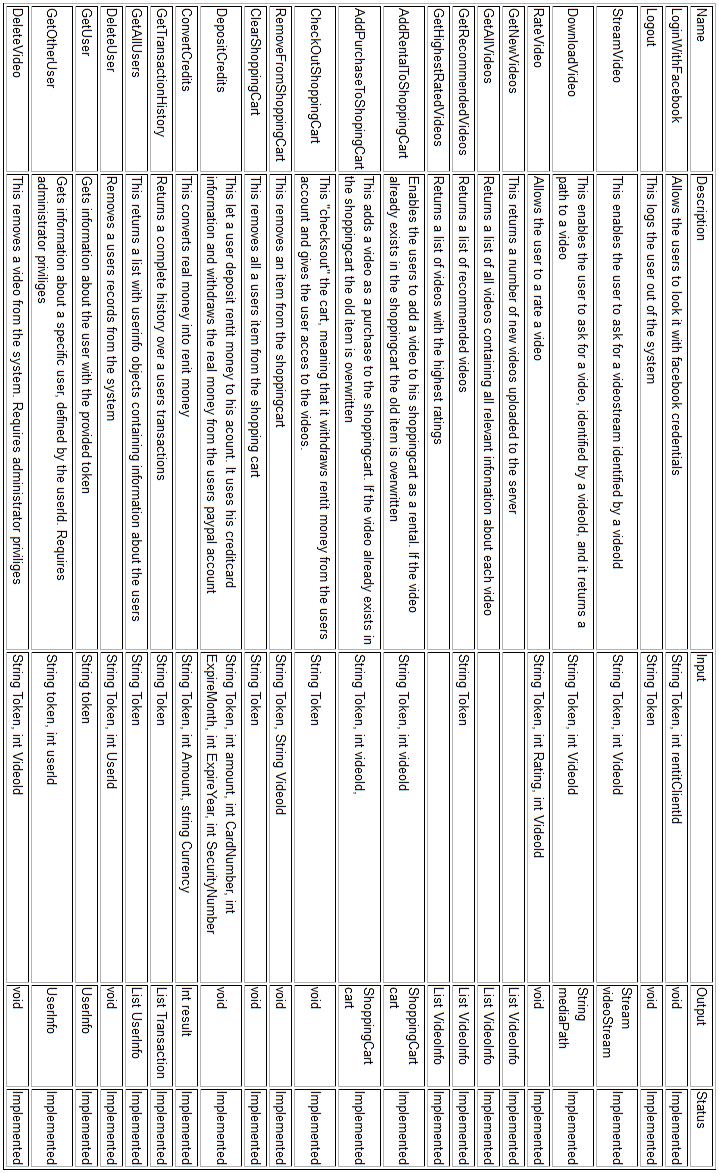 Name Description Input Output Status
LoginWithFacebook Allows the users to look it with facebook credentials String Token, int rentitClientId void Implemented
Logout This logs the user out of the system String Token void Implemented
StreamVideo This enables the user to ask for a videostream identified by a videoId String Token, int VideoId Stream videoStream Implemented
DownloadVideo This enables the user to ask for a video, identified by a videoId, and it returns a
path to a video String Token, int VideoId String mediaPath Implemented
RateVideo Allows the user to a rate a video String Token, int Rating, int VideoId void Implemented
GetNewVideos This returns a number of new videos uploaded to the server List VideoInfo Implemented
GetAllVideos Returns a list of all videos containing all relevant infomation about each video List VideoInfo Implemented
GetRecommendedVideos Returns a list of recommended videos String Token List VideoInfo Implemented
GetHighestRatedVideos Returns a list of videos with the highest ratings List VideoInfo Implemented
AddRentalToShoppingCart Enables the users to add a video to his shoppingcart as a rental. If the video
already exists in the shoppingcart the old item is overwritten String Token, int videoId ShoppingCart cart Implemented
AddPurchaseToShopingCart This adds a video as a purchase to the shoppingcart. If the video already exists in
the shoppingcart the old item is overwritten String Token, int videoId, ShoppingCart cart Implemented
CheckOutShoppingCart This "checksout" the cart, meaning that it withdraws rentit money from the users
account and gives the user acces to the videos. String Token void Implemented
RemoveFromShoppingCart This removes an item from the shoppingcart String Token, String VideoId void Implemented
ClearShoppingCart This removes all a users item from the shopping cart String Token void Implemented
DepositCredits This let a user deposit rentit money to his acount. It uses his creditcard
information and withdraws the real money from the users paypal account String Token, int amount, int CardNumber, int
ExpireMonth, int ExpireYear, int SecurityNumber void Implemented
ConvertCredits This converts real money into renit money String Token, int Amount, string Currency Int result Implemented
GetTransactionHistory Returns a complete history over a users transactions String Token List Transaction Implemented
GetAllUsers This returns a list with userinfo objects containing information about the users String Token List UserInfo Implemented
DeleteUser Removes a users records from the system String Token, int UserId void Implemented
GetUser Gets information about the user with the provided token String token UserInfo Implemented
GetOtherUser Gets information about a specific user, defined by the userId. Requires
administrator priviliges String token, int userId UserInfo Implemented
DeleteVideo This removes a video from the system. Requires administrator priviliges String Token, int VideoId void Implemented